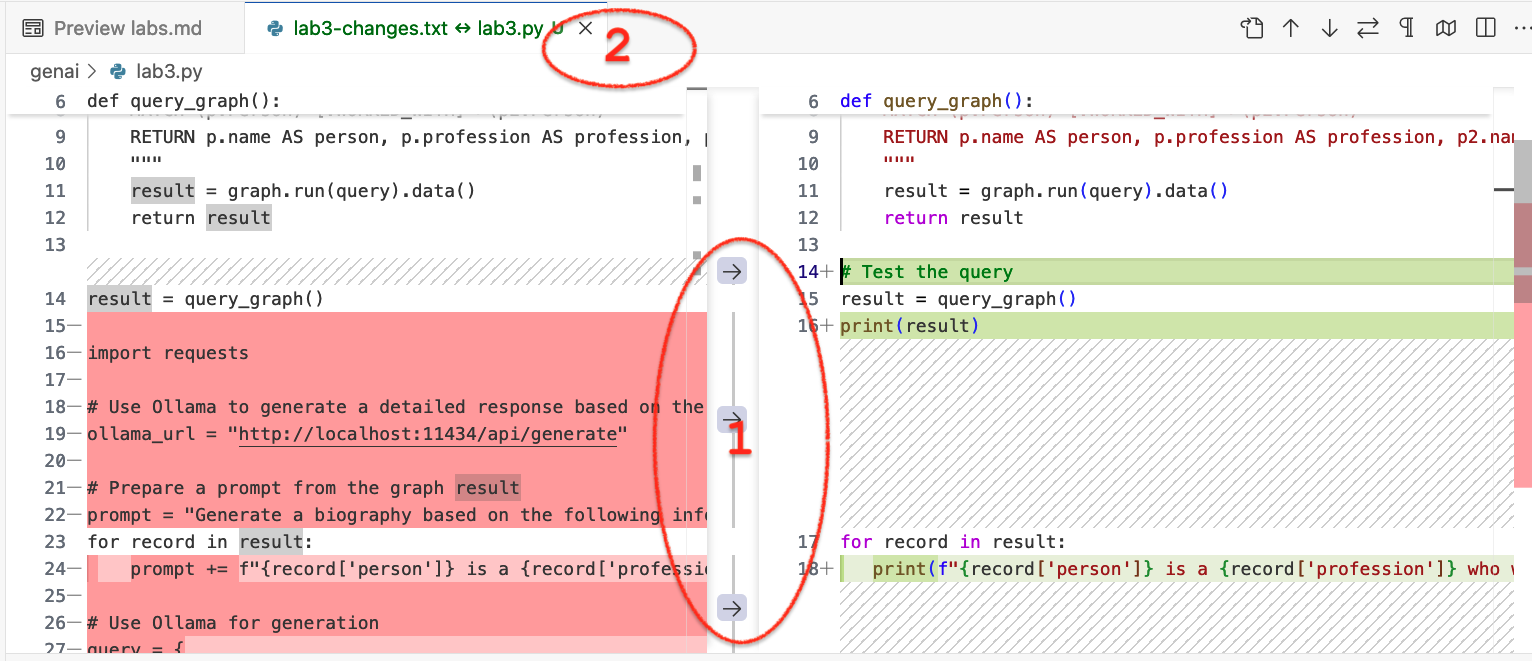 Preview labs.md
lab3-changes.txt ↔ lab3.py U
2
genai > lab3.py
6 def query_graph():
9 RETURN p.name AS person, p.profession AS profession, p
10 """
11 result = graph.run(query).data()
12 return result
13
14 result = query_graph()
15—
16— import requests
17—
18— # Use Ollama to generate a detailed response based on the
19— ollama_url = "http://localhost:11434/api/generate"
20—
21— # Prepare a prompt from the graph result
22— prompt = "Generate a biography based on the following info
23 for record in result:
24— prompt += f"{record['person']} is a {record['professio
25—
26— # Use Ollama for generation
27— query = {
1
6 def query_graph():
9 RETURN p.name AS person, p.profession AS profession, p2.nam
10 """
11 result = graph.run(query).data()
12 return result
13
14+ # Test the query
15 result = query_graph()
16+ print(result)
17 for record in result:
18+ print(f"{record['person']} is a {record['profession']} who w